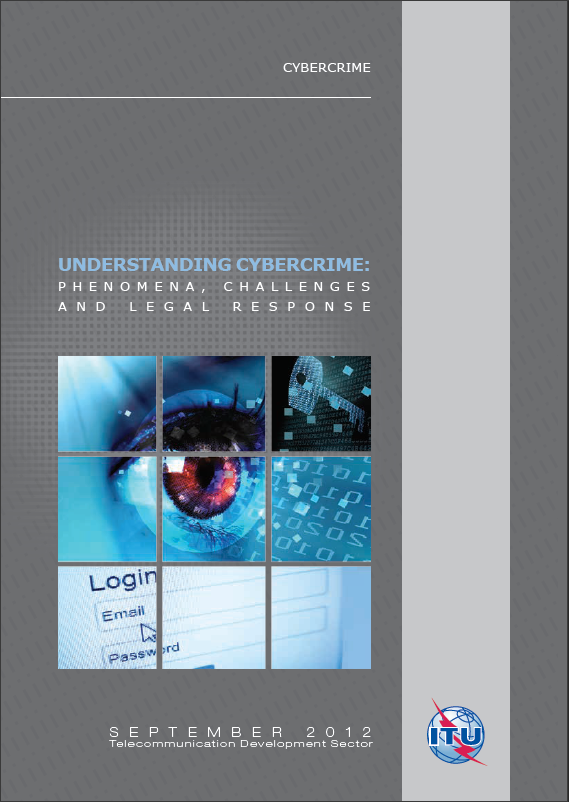 CYBERCRIME
UNDERSTANDING CYBERCRIME:
PHENOMENA, CHALLENGES
AND LEGAL RESPONSE
Login
Email
Password
SEPTEMBER 2012
Telecommunication Development Sector
ITU